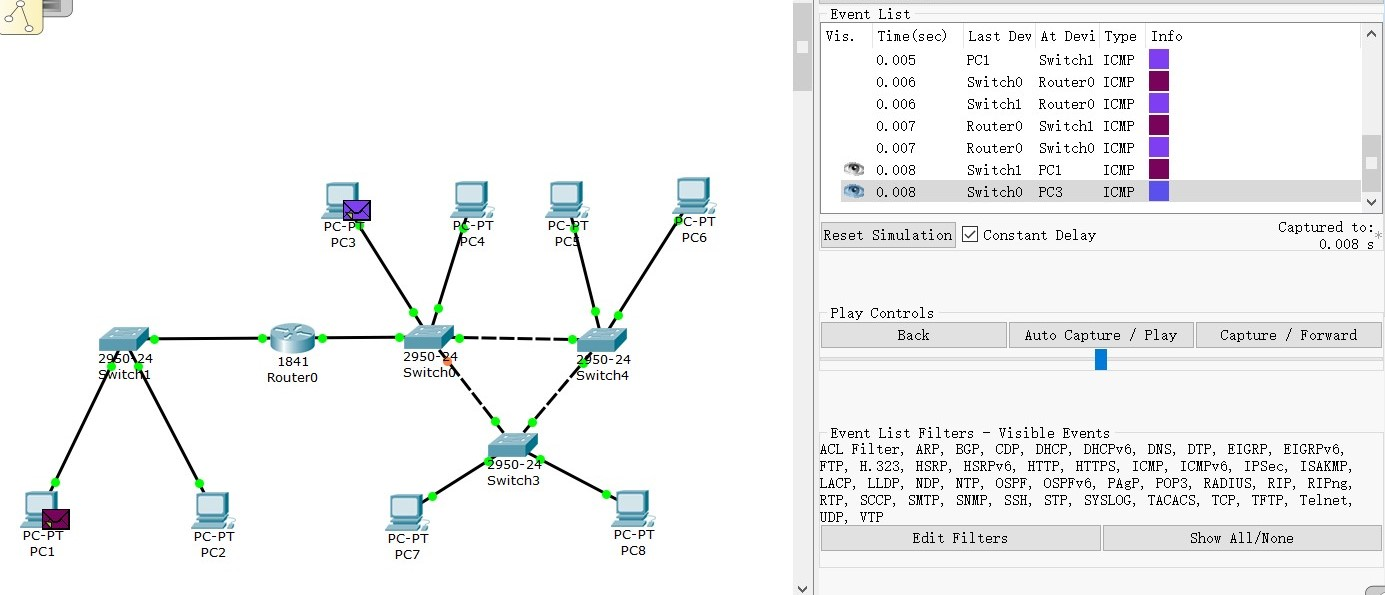 PC-PT
PC3
PC-PT
PC4
PC-PT
PC5
PC-PT
PC6
2950-24
Switch1
1841
Router0
2950-24
Switch0
2950-24
Switch4
2950-24
Switch3
PC-PT
PC1
PC-PT
PC2
PC-PT
PC7
PC-PT
PC8
Event List
Vis. Time(sec) Last Dev At Devi Type Info
0.005 PC1 Switch1 ICMP
0.006 Switch0 Router0 ICMP
0.006 Switch1 Router0 ICMP
0.007 Router0 Switch1 ICMP
0.007 Router0 Switch0 ICMP
0.008 Switch1 PC1 ICMP
0.008 Switch0 PC3 ICMP
Reset Simulation Constant Delay Captured to:
0.008 s
*
Play Controls
Back Auto Capture / Play Capture / Forward
Event List Filters - Visible Events
ACL Filter, ARP, BGP, CDP, DHCP, DHCPv6, DNS, DTP, EIGRP, EIGRPv6,
FTP, H.323, HSRP, HSRPv6, HTTP, HTTPS, ICMP, ICMPv6, IPSec, ISAKMP,
LACP, LLDP, NDP, NTP, OSPF, OSPFv6, PAgP, POP3, RADIUS, RIP, RIPng,
RTP, SCCP, SMTP, SNMP, SSH, STP, SYSLOG, TACACS, TCP, TFTP, Telnet,
UDP, VTP
Edit Filters Show All/None